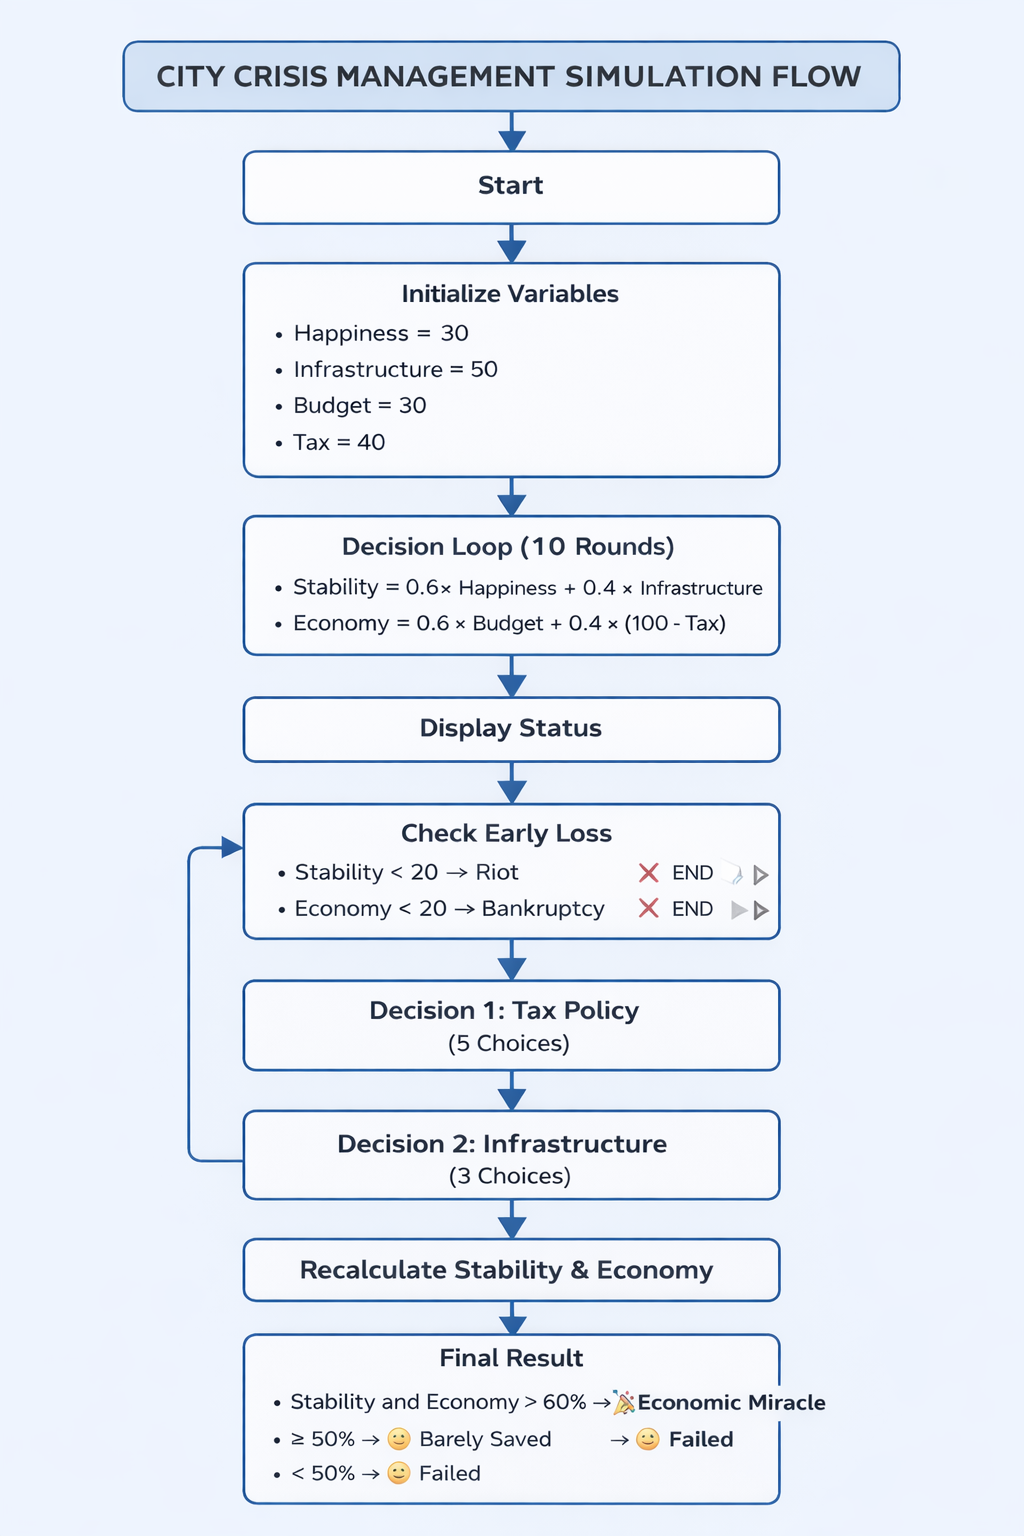 CITY CRISIS MANAGEMENT SIMULATION FLOW
Start
Initialize Variables
• Happiness = 30
• Infrastructure = 50
• Budget = 30
• Tax = 40
Decision Loop (10 Rounds)
• Stability = 0.6× Happiness + 0.4 × Infrastructure
• Economy = 0.6 × Budget + 0.4 × (100 - Tax)
Display Status
Check Early Loss
• Stability < 20 → Riot ❌ END
• Economy < 20 → Bankruptcy ❌ END
Decision 1: Tax Policy
(5 Choices)
Decision 2: Infrastructure
(3 Choices)
Recalculate Stability & Economy
Final Result
• Stability and Economy > 60% → 🎉 Economic Miracle
• ≥ 50% → 🙂 Barely Saved → 🙂 Failed
• < 50% → 🙂 Failed